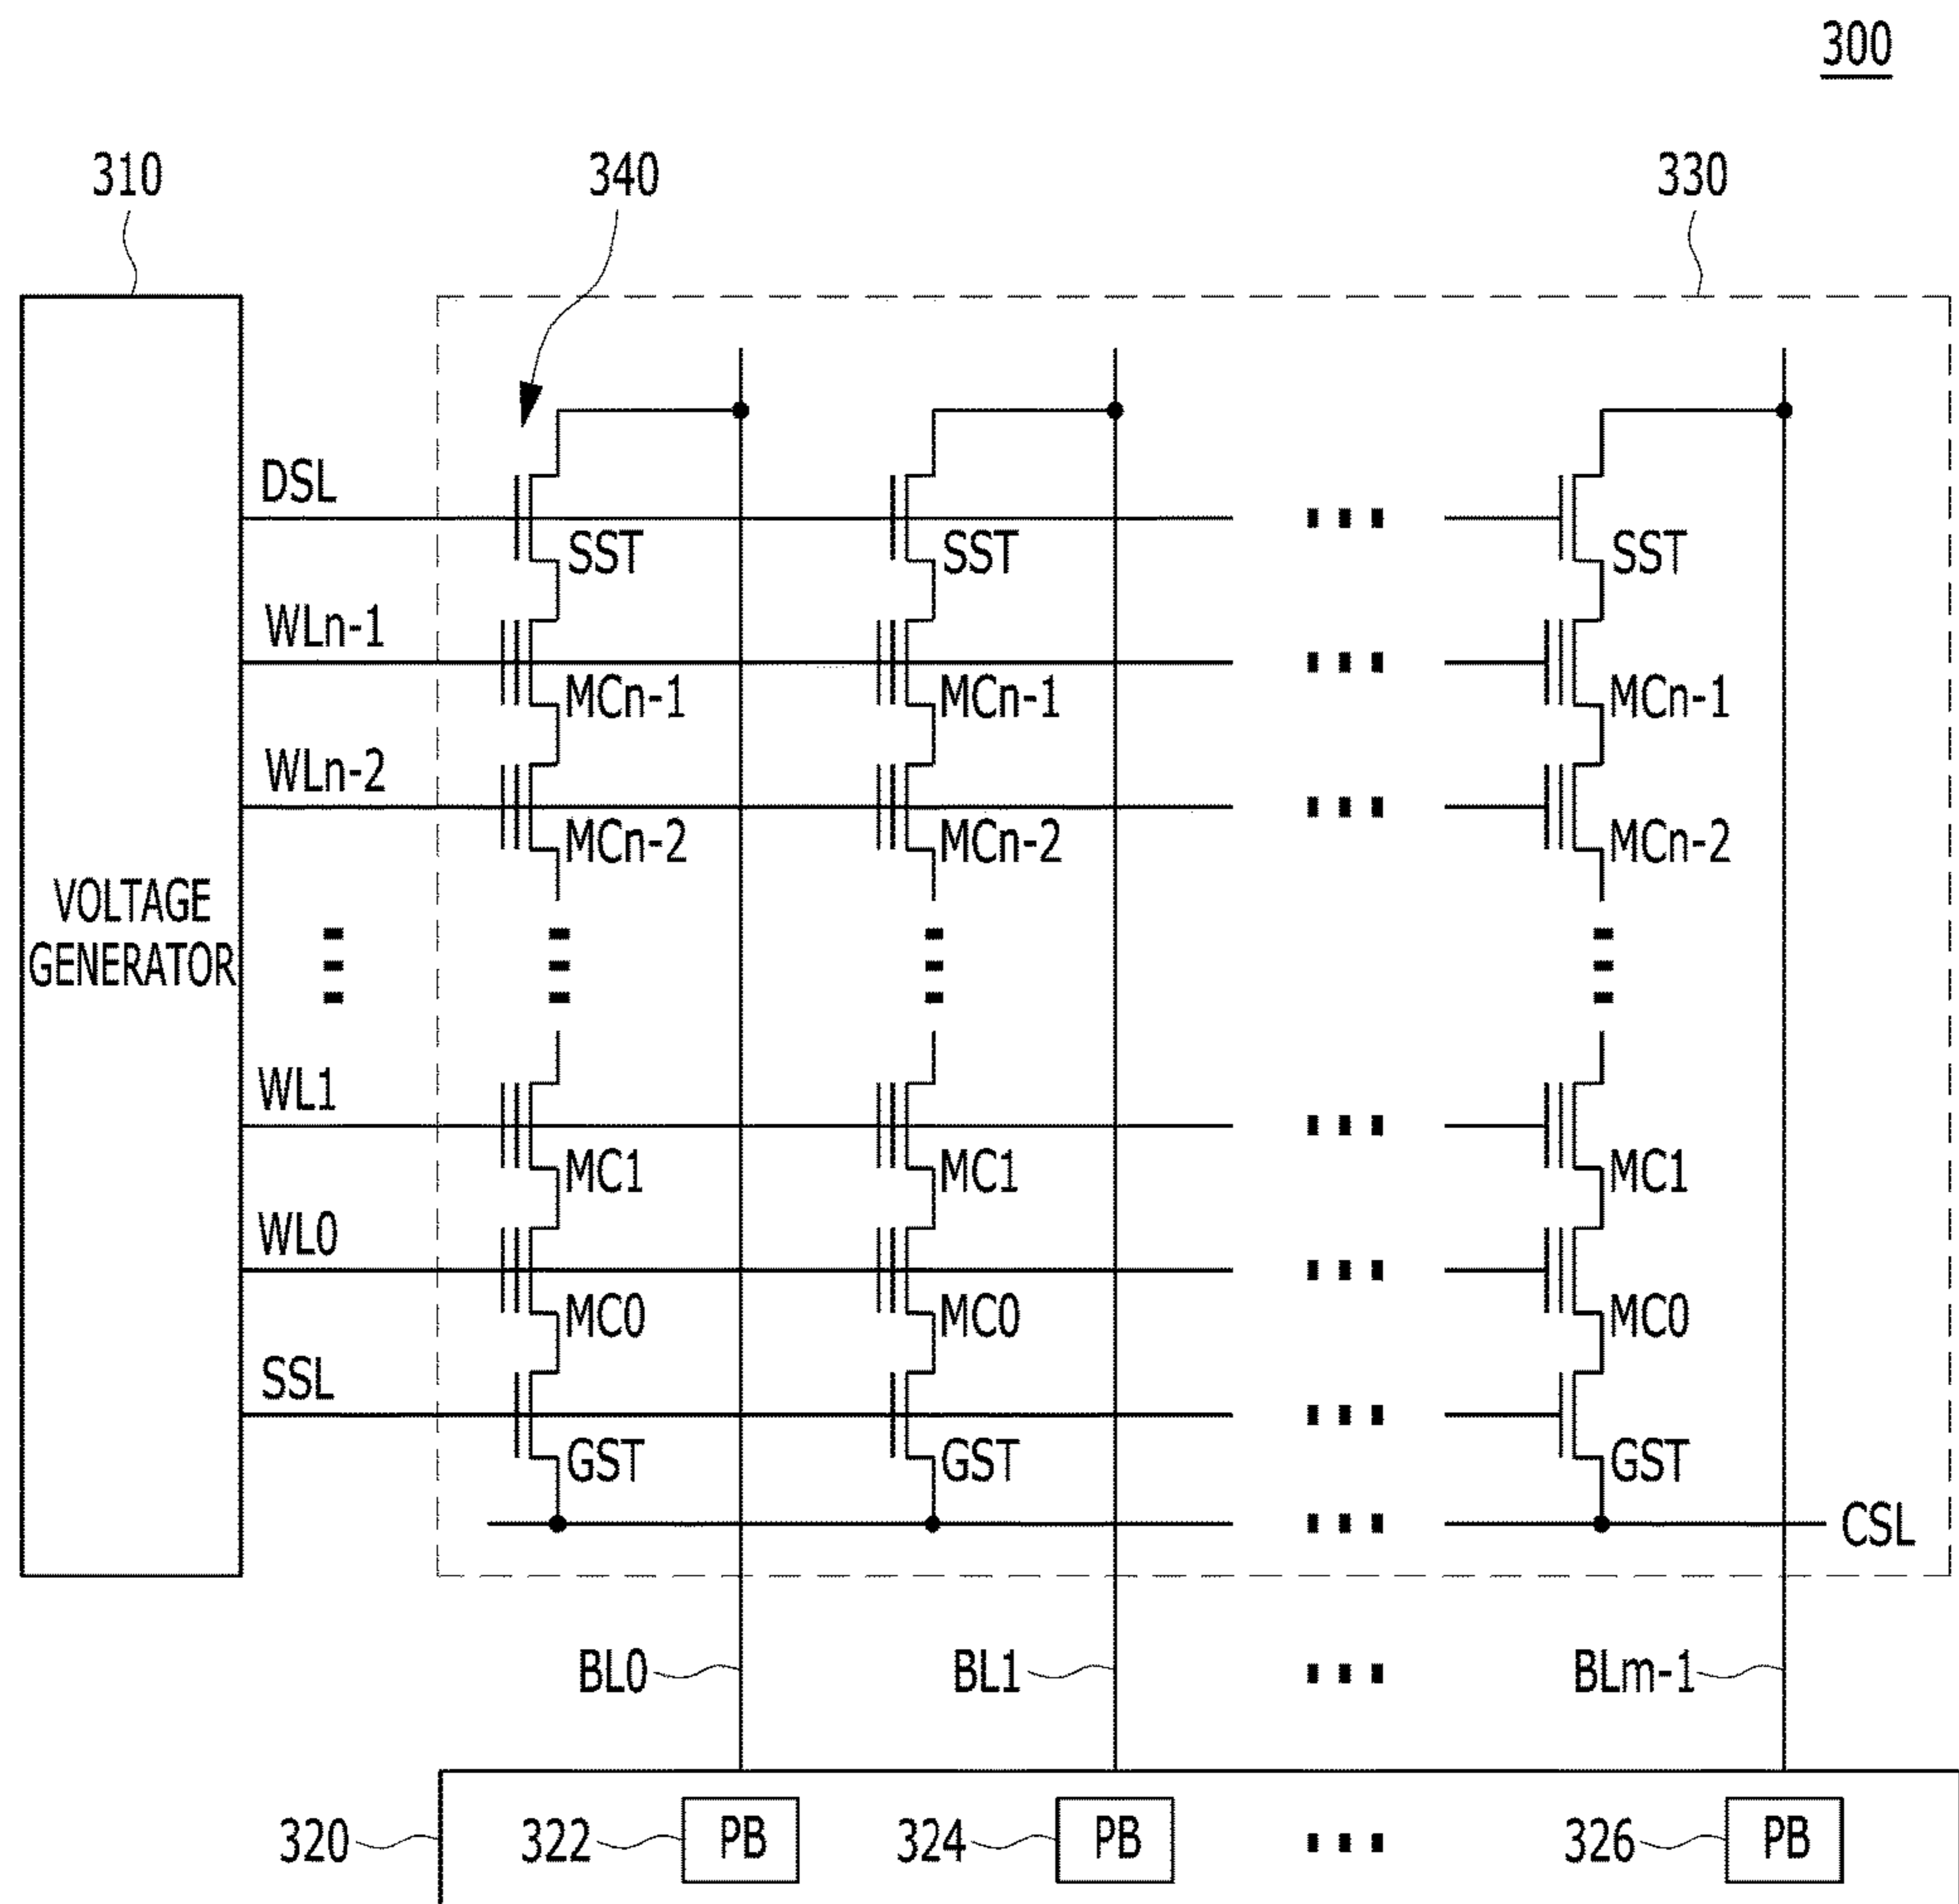 300
310
340
330
DSL
SST
SST
SST
WLn-1
MCn-1
MCn-1
MCn-1
WLn-2
MCn-2
MCn-2
MCn-2
VOLTAGE
GENERATOR
WL1
MC1
MC1
MC1
WL0
MC0
MC0
MC0
SSL
GST
GST
GST
CSL
BL0
BL1
BLm-1
320
322
PB
324
PB
326
PB